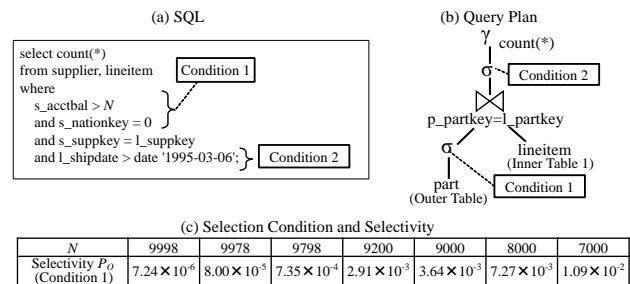 (a) SQL
select count(*)
from supplier, lineitem
where
s_acctbal > N
and s_nationkey = 0
and s_suppkey = l_suppkey
and l_shipdate > date '1995-03-06';
Condition 1
Condition 2
(b) Query Plan
γ
count(*)
σ
Condition 2
p_partkey=l_partkey
σ
lineitem
(Inner Table 1)
part
(Outer Table)
Condition 1
(c) Selection Condition and Selectivity
N 9998 9978 9798 9200 9000 8000 7000
Selectivity P_O
(Condition 1) 7.24×10⁻⁶ 8.00×10⁻⁵ 7.35×10⁻⁴ 2.91×10⁻³ 3.64×10⁻³ 7.27×10⁻³ 1.09×10⁻²